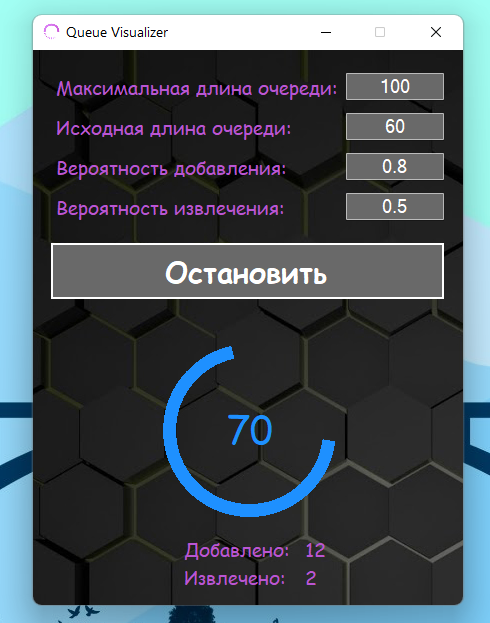 Queue Visualizer
Максимальная длина очереди: 100
Исходная длина очереди: 60
Вероятность добавления: 0.8
Вероятность извлечения: 0.5
Остановить
70
Добавлено: 12
Извлечено: 2